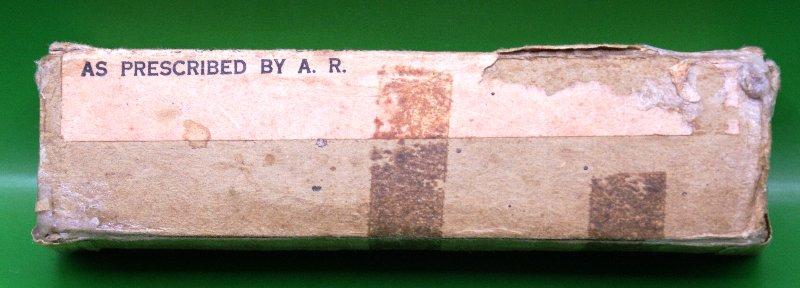 AS PRESCRIBED BY A. R.